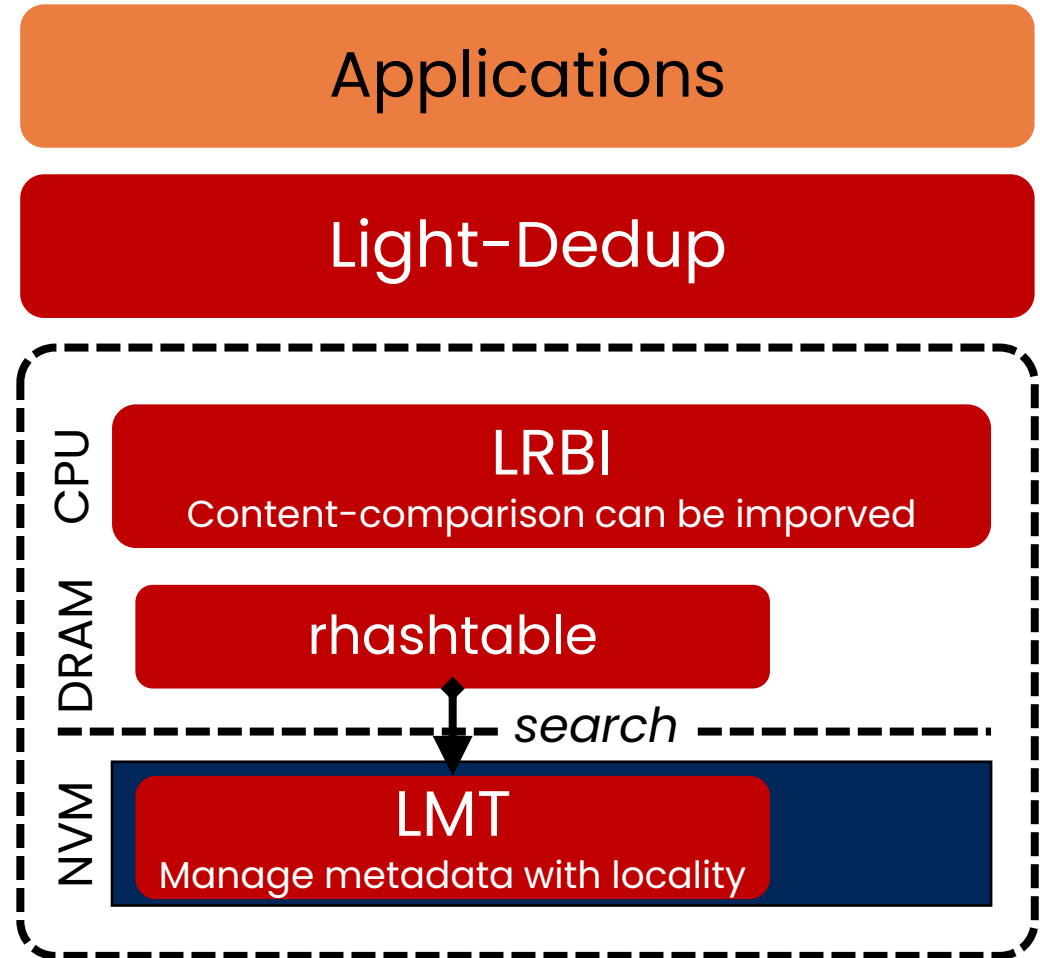 Applications
Light-Dedup
CPU
LRBI
Content-comparison can be imporved
DRAM
rhashtable
search
NVM
LMT
Manage metadata with locality